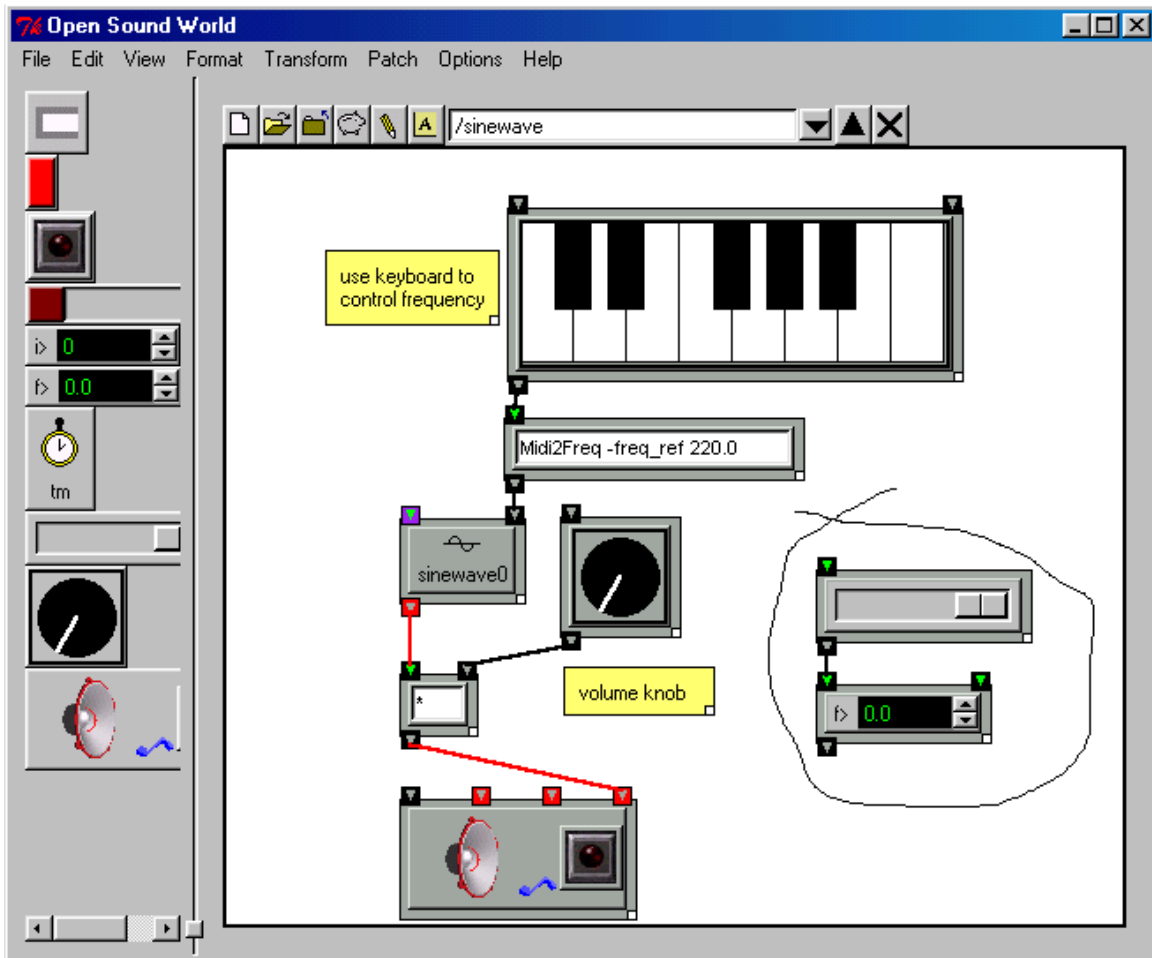 Open Sound World
File Edit View Format Transform Patch Options Help
/sinewave
A
i> 0
f> 0.0
tm
use keyboard to
control frequency
Midi2Freq -freq_ref 220.0
sinewave0
*
volume knob
f> 0.0